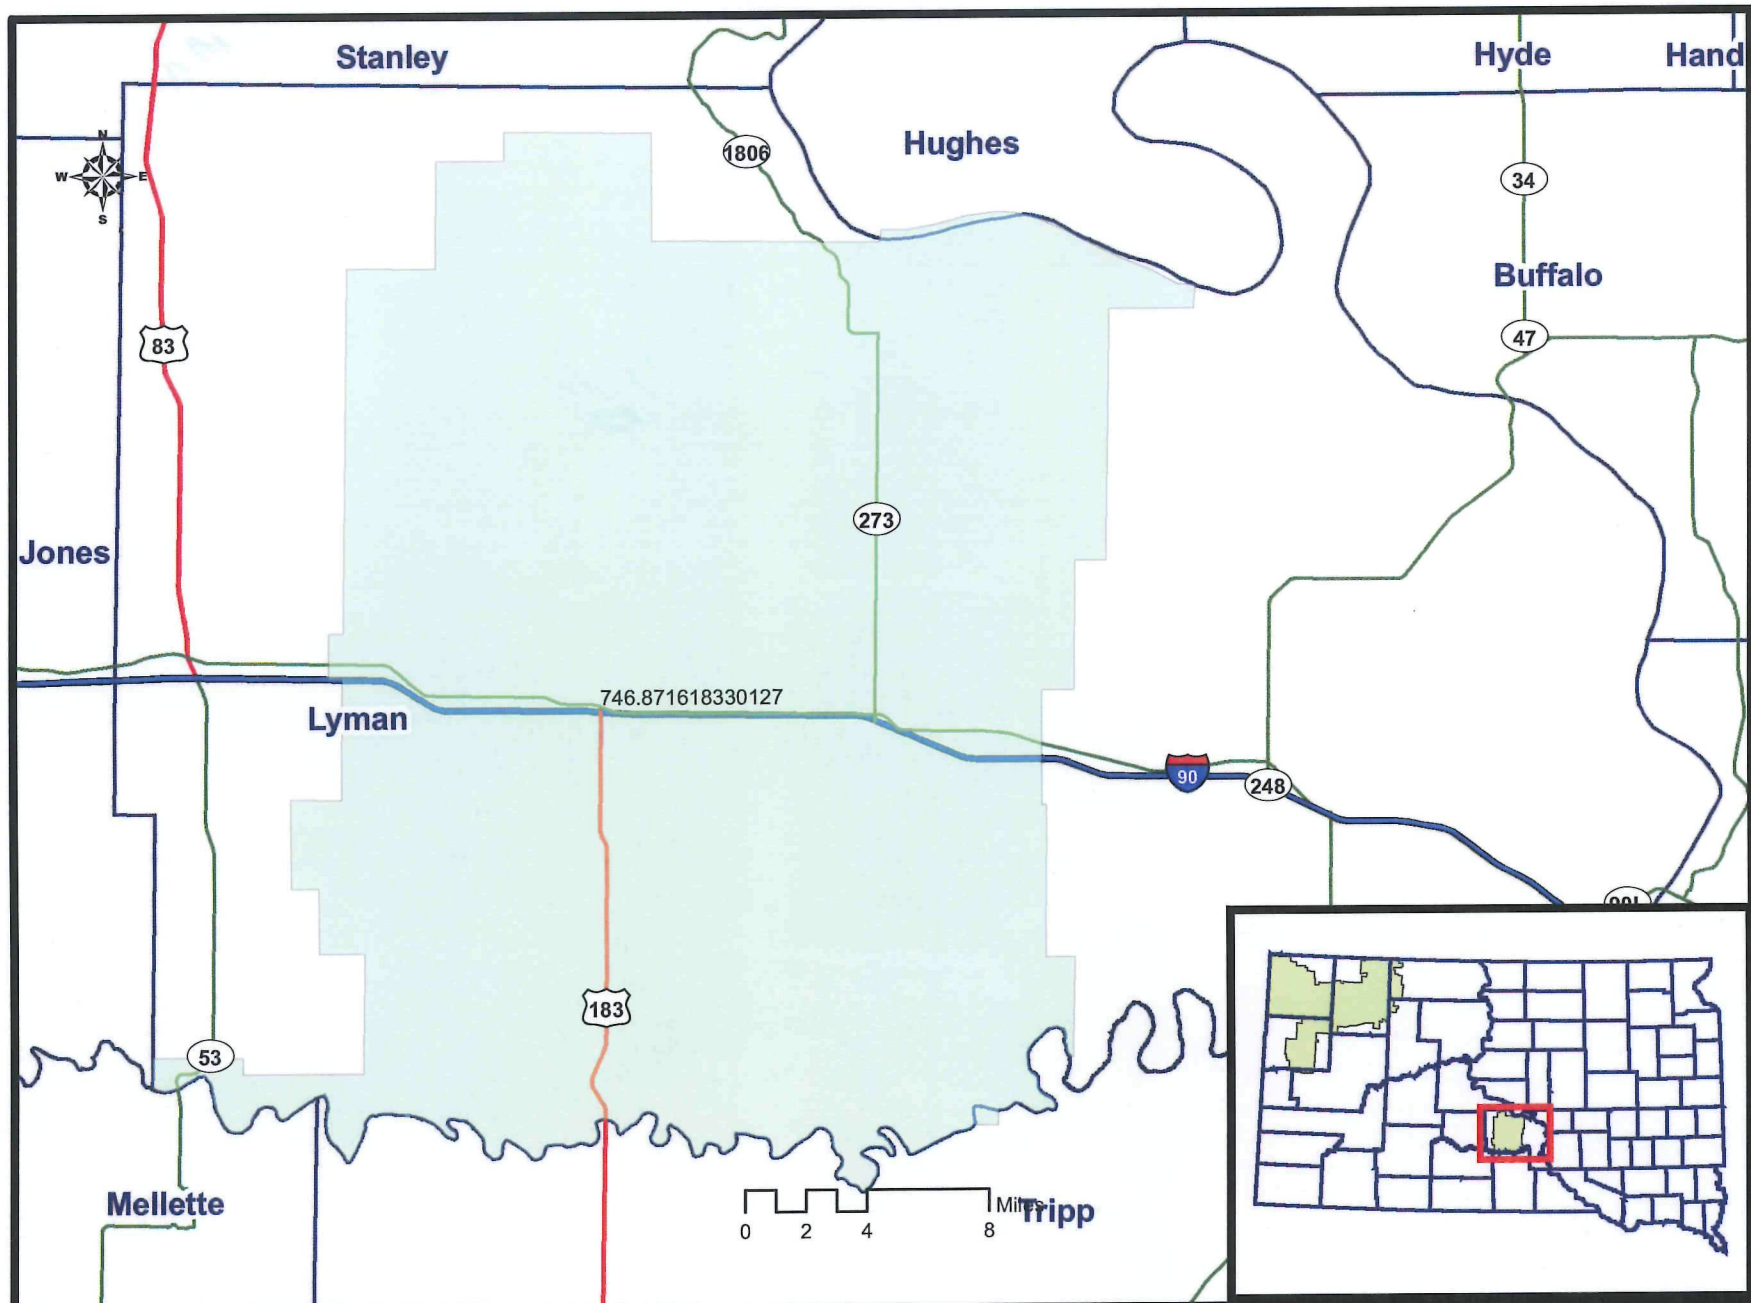 Stanley
Hyde
Hand
N
W E
S
1806
Hughes
34
Buffalo
47
83
273
Jones
746.871618330127
Lyman
90
248
183
53
Mellette
Miles
Tripp
0 2 4 8